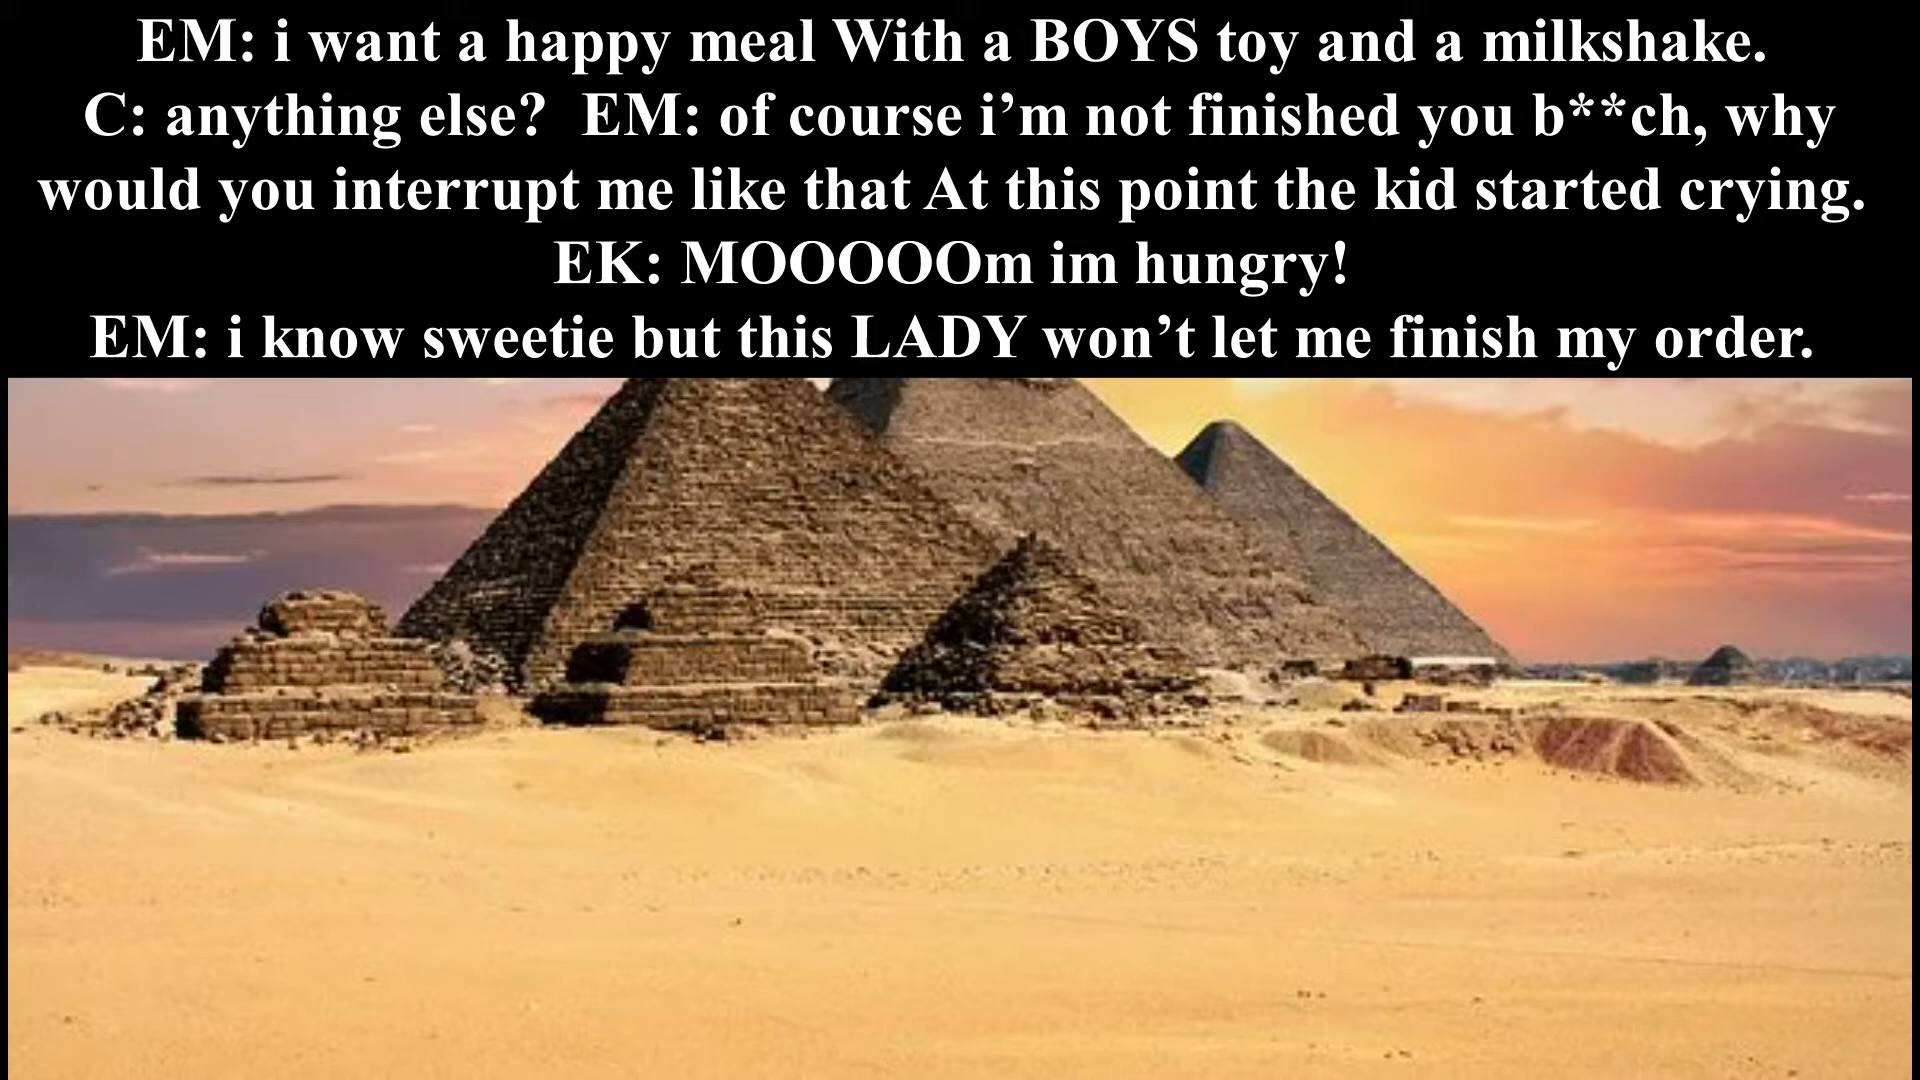 EM: i want a happy meal With a BOYS toy and a milkshake.
C: anything else?  EM: of course i’m not finished you b**ch, why
would you interrupt me like that At this point the kid started crying.
EK: MOOOOOm im hungry!
EM: i know sweetie but this LADY won’t let me finish my order.